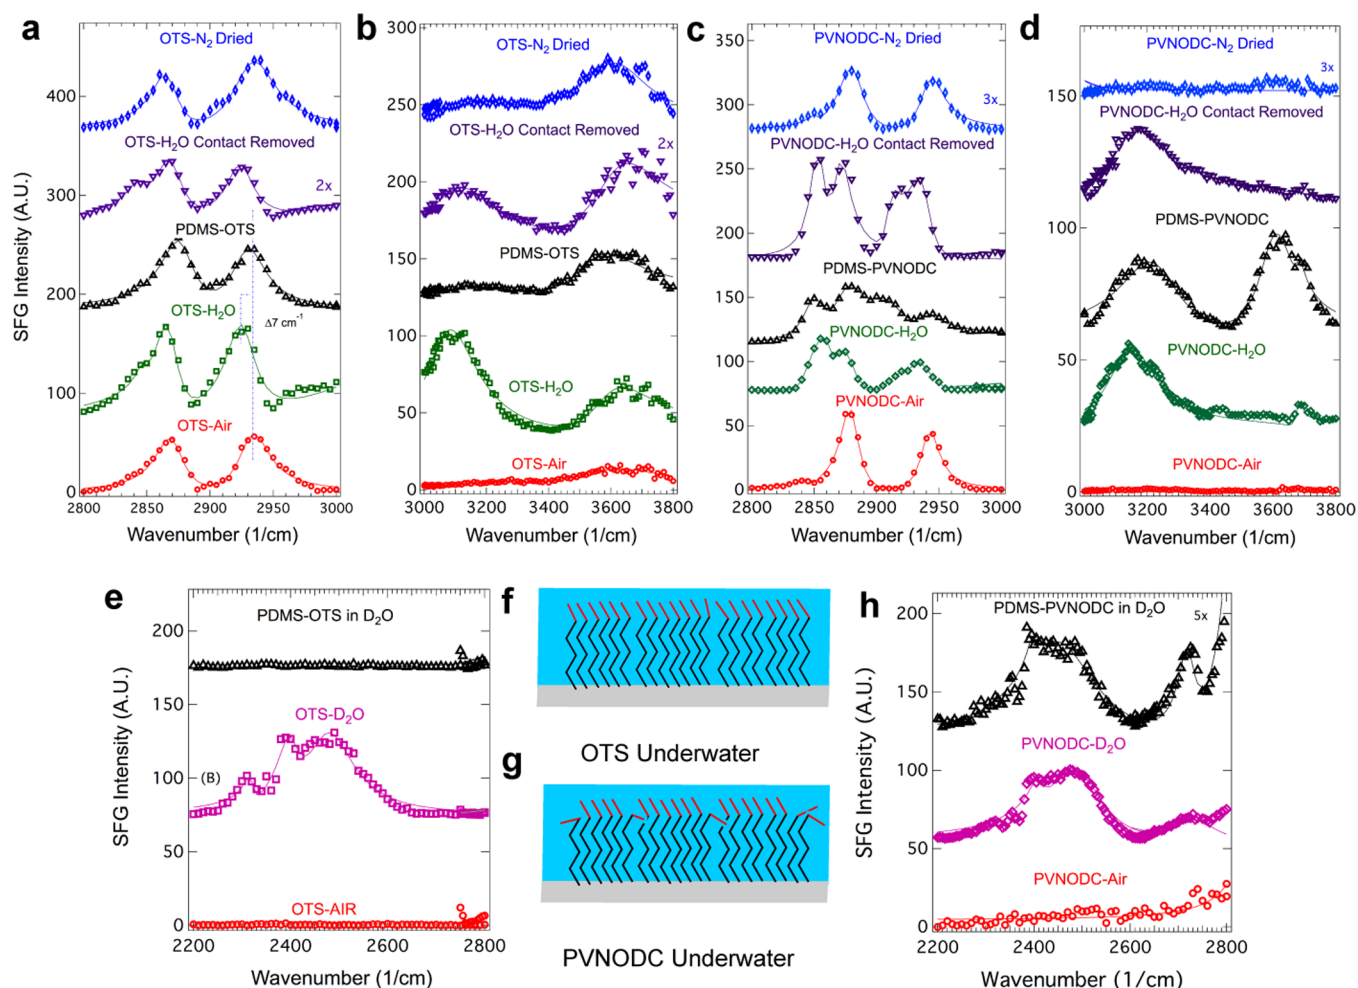 a
OTS-N2 Dried
OTS-H2O Contact Removed
2x
PDMS-OTS
OTS-H2O
Δ7 cm-1
OTS-Air
400
300
200
100
0
SFG Intensity (A.U.)
2800 2850 2900 2950 3000
Wavenumber (1/cm)
b
OTS-N2 Dried
OTS-H2O Contact Removed
2x
PDMS-OTS
OTS-H2O
OTS-Air
300
250
200
150
100
50
0
3000 3200 3400 3600 3800
Wavenumber (1/cm)
c
PVNODC-N2 Dried
3x
PVNODC-H2O Contact Removed
PDMS-PVNODC
PVNODC-H2O
PVNODC-Air
350
300
250
200
150
100
50
0
2800 2850 2900 2950 3000
Wavenumber (1/cm)
d
PVNODC-N2 Dried
3x
PVNODC-H2O Contact Removed
PDMS-PVNODC
PVNODC-H2O
PVNODC-Air
150
100
50
0
3000 3200 3400 3600 3800
Wavenumber (1/cm)
e
PDMS-OTS in D2O
OTS-D2O
(B)
OTS-AIR
200
150
100
50
0
SFG Intensity (A.U.)
2200 2400 2600 2800
Wavenumber (1/cm)
f
OTS Underwater
g
PVNODC Underwater
h
PDMS-PVNODC in D2O
5x
PVNODC-D2O
PVNODC-Air
200
150
100
50
0
SFG Intensity (A.U.)
2200 2400 2600 2800
Wavenumber (1/cm)